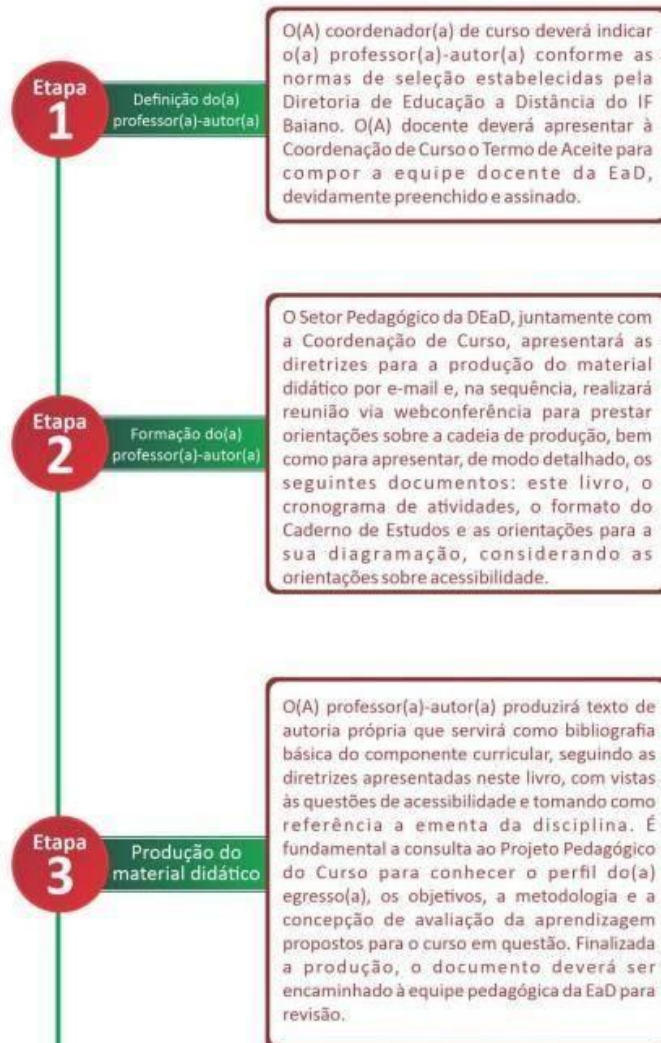 Etapa
1
Definição do(a)
professor(a)-autor(a)
O(A) coordenador(a) de curso deverá indicar
o(a) professor(a)-autor(a) conforme as
normas de seleção estabelecidas pela
Diretoria de Educação a Distância do IF
Baiano. O(A) docente deverá apresentar à
Coordenação de Curso o Termo de Aceite para
compor a equipe docente da EaD,
devidamente preenchido e assinado.
Etapa
2
Formação do(a)
professor(a)-autor(a)
O Setor Pedagógico da DEaD, juntamente com
a Coordenação de Curso, apresentará as
diretrizes para a produção do material
didático por e-mail e, na sequência, realizará
reunião via webconferência para prestar
orientações sobre a cadeia de produção, bem
como para apresentar, de modo detalhado, os
seguintes documentos: este livro, o
cronograma de atividades, o formato do
Caderno de Estudos e as orientações para a
sua diagramação, considerando as
orientações sobre acessibilidade.
Etapa
3
Produção do
material didático
O(A) professor(a)-autor(a) produzirá texto de
autoria própria que servirá como bibliografia
básica do componente curricular, seguindo as
diretrizes apresentadas neste livro, com vistas
às questões de acessibilidade e tomando como
referência a ementa da disciplina. É
fundamental a consulta ao Projeto Pedagógico
do Curso para conhecer o perfil do(a)
egresso(a), os objetivos, a metodologia e a
concepção de avaliação da aprendizagem
propostos para o curso em questão. Finalizada
a produção, o documento deverá ser
encaminhado à equipe pedagógica da EaD para
revisão.